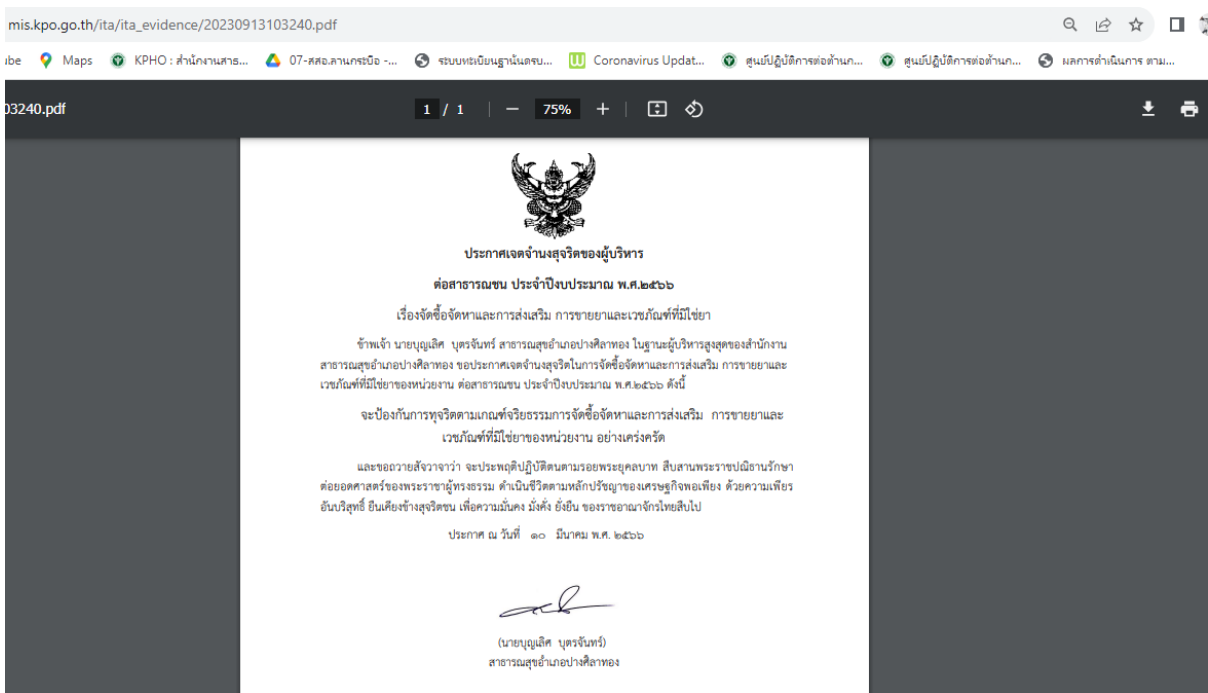 mis.kpo.go.th/ita/ita_evidence/20230913103240.pdf
ube Maps KPHO : สำนักงานสาธ... 07-สสอ.ลานกระบือ -... ระบบทะเบียนฐานันดรบ... Coronavirus Updat... ศูนย์ปฏิบัติการต่อต้านก... ศูนย์ปฏิบัติการต่อต้านก... ผลการดำเนินการ ตาม...
03240.pdf 1 / 1 — 75% +
ประกาศเจตจำนงสุจริตของผู้บริหาร
ต่อสาธารณชน ประจำปีงบประมาณ พ.ศ.๒๕๖๖
เรื่องจัดซื้อจัดหาและการส่งเสริม การขายยาและเวชภัณฑ์ที่มิใช่ยา
ข้าพเจ้า นายบุญเลิศ บุตรจันทร์ สาธารณสุขอำเภอปางศิลาทอง ในฐานะผู้บริหารสูงสุดของสำนักงาน
สาธารณสุขอำเภอปางศิลาทอง ขอประกาศเจตจำนงสุจริตในการจัดซื้อจัดหาและการส่งเสริม การขายยาและ
เวชภัณฑ์ที่มิใช่ยาของหน่วยงาน ต่อสาธารณชน ประจำปีงบประมาณ พ.ศ.๒๕๖๖ ดังนี้
จะป้องกันการทุจริตตามเกณฑ์จริยธรรมการจัดซื้อจัดหาและการส่งเสริม การขายยาและ
เวชภัณฑ์ที่มิใช่ยาของหน่วยงาน อย่างเคร่งครัด
และขอถวายสัจวาจาว่า จะประพฤติปฏิบัติตนตามรอยพระยุคลบาท สืบสานพระราชปณิธานรักษา
ต่อยอดศาสตร์ของพระราชาผู้ทรงธรรม ดำเนินชีวิตตามหลักปรัชญาของเศรษฐกิจพอเพียง ด้วยความเพียร
อันบริสุทธิ์ ยืนเคียงข้างสุจริตชน เพื่อความมั่นคง มั่งคั่ง ยั่งยืน ของราชอาณาจักรไทยสืบไป
ประกาศ ณ วันที่ ๑๐ มีนาคม พ.ศ. ๒๕๖๖
(นายบุญเลิศ บุตรจันทร์)
สาธารณสุขอำเภอปางศิลาทอง